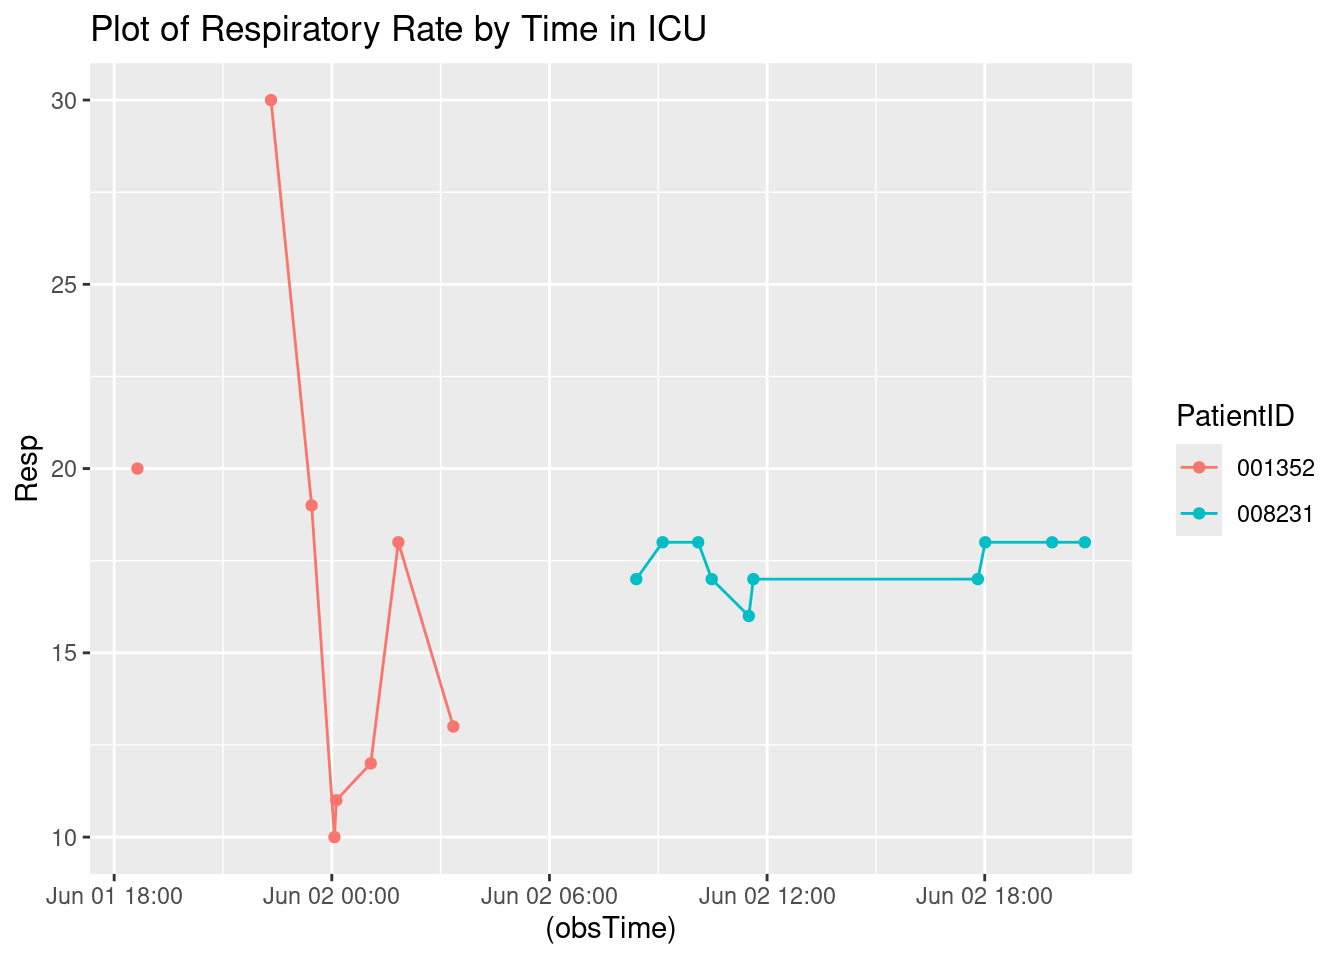 Plot of Respiratory Rate by Time in ICU
30
25
20
15
10
Resp
Jun 01 18:00
Jun 02 00:00
Jun 02 06:00
Jun 02 12:00
Jun 02 18:00
(obsTime)
PatientID
001352
008231